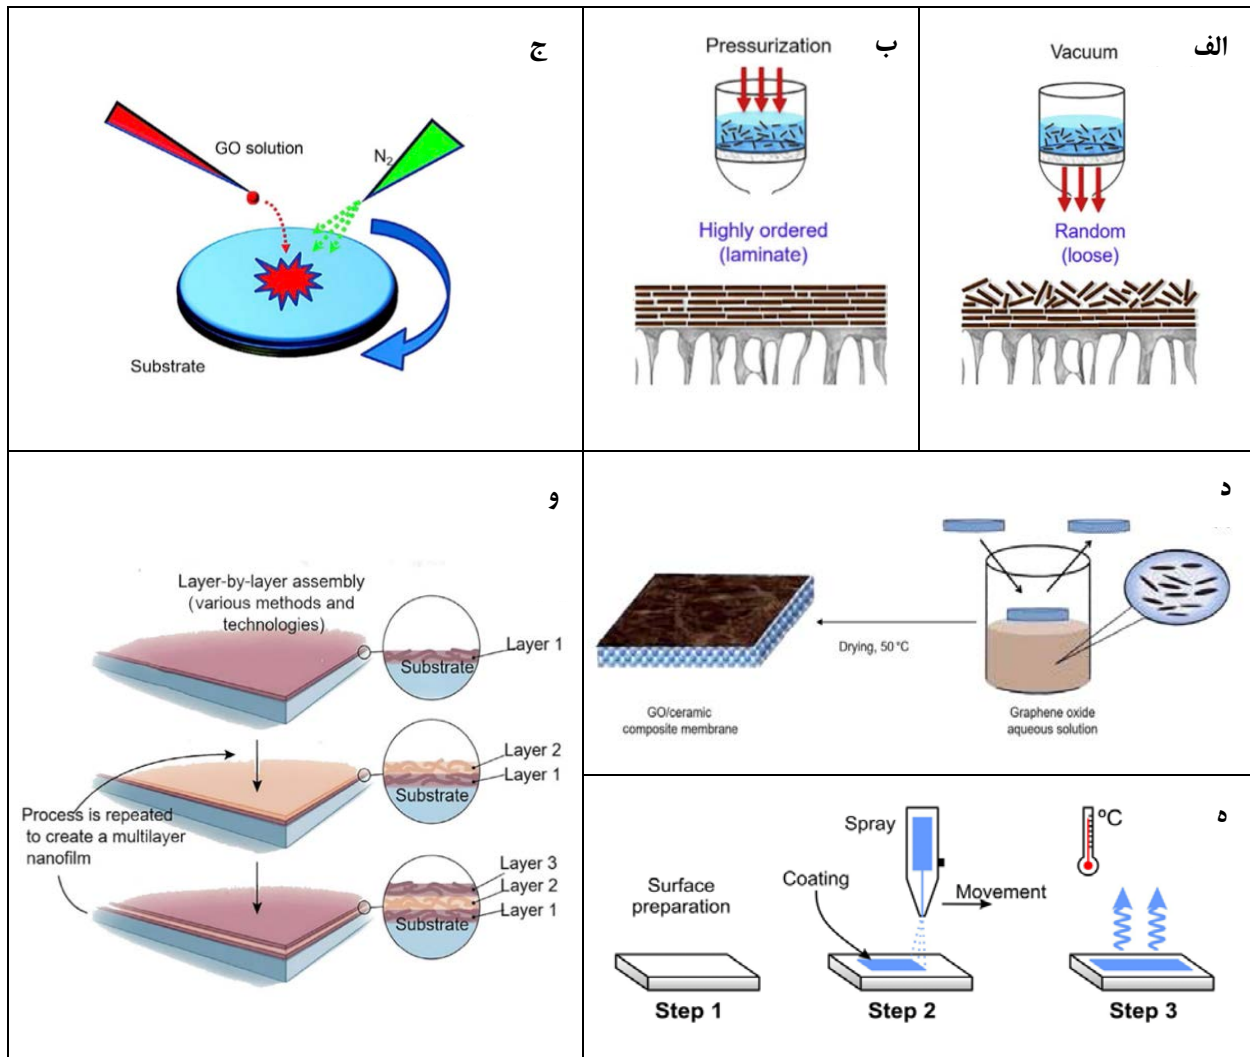 الف
Vacuum
Random
(loose)
ب
Pressurization
Highly ordered
(laminate)
ج
GO solution
N2
Substrate
د
Drying, 50 °C
GO/ceramic
composite membrane
Graphene oxide
aqueous solution
ه
Surface
preparation
Step 1
Spray
Coating
Movement
Step 2
ºC
Step 3
و
Layer-by-layer assembly
(various methods and
technologies)
Layer 1
Substrate
Layer 2
Layer 1
Substrate
Process is repeated
to create a multilayer
nanofilm
Layer 3
Layer 2
Layer 1
Substrate